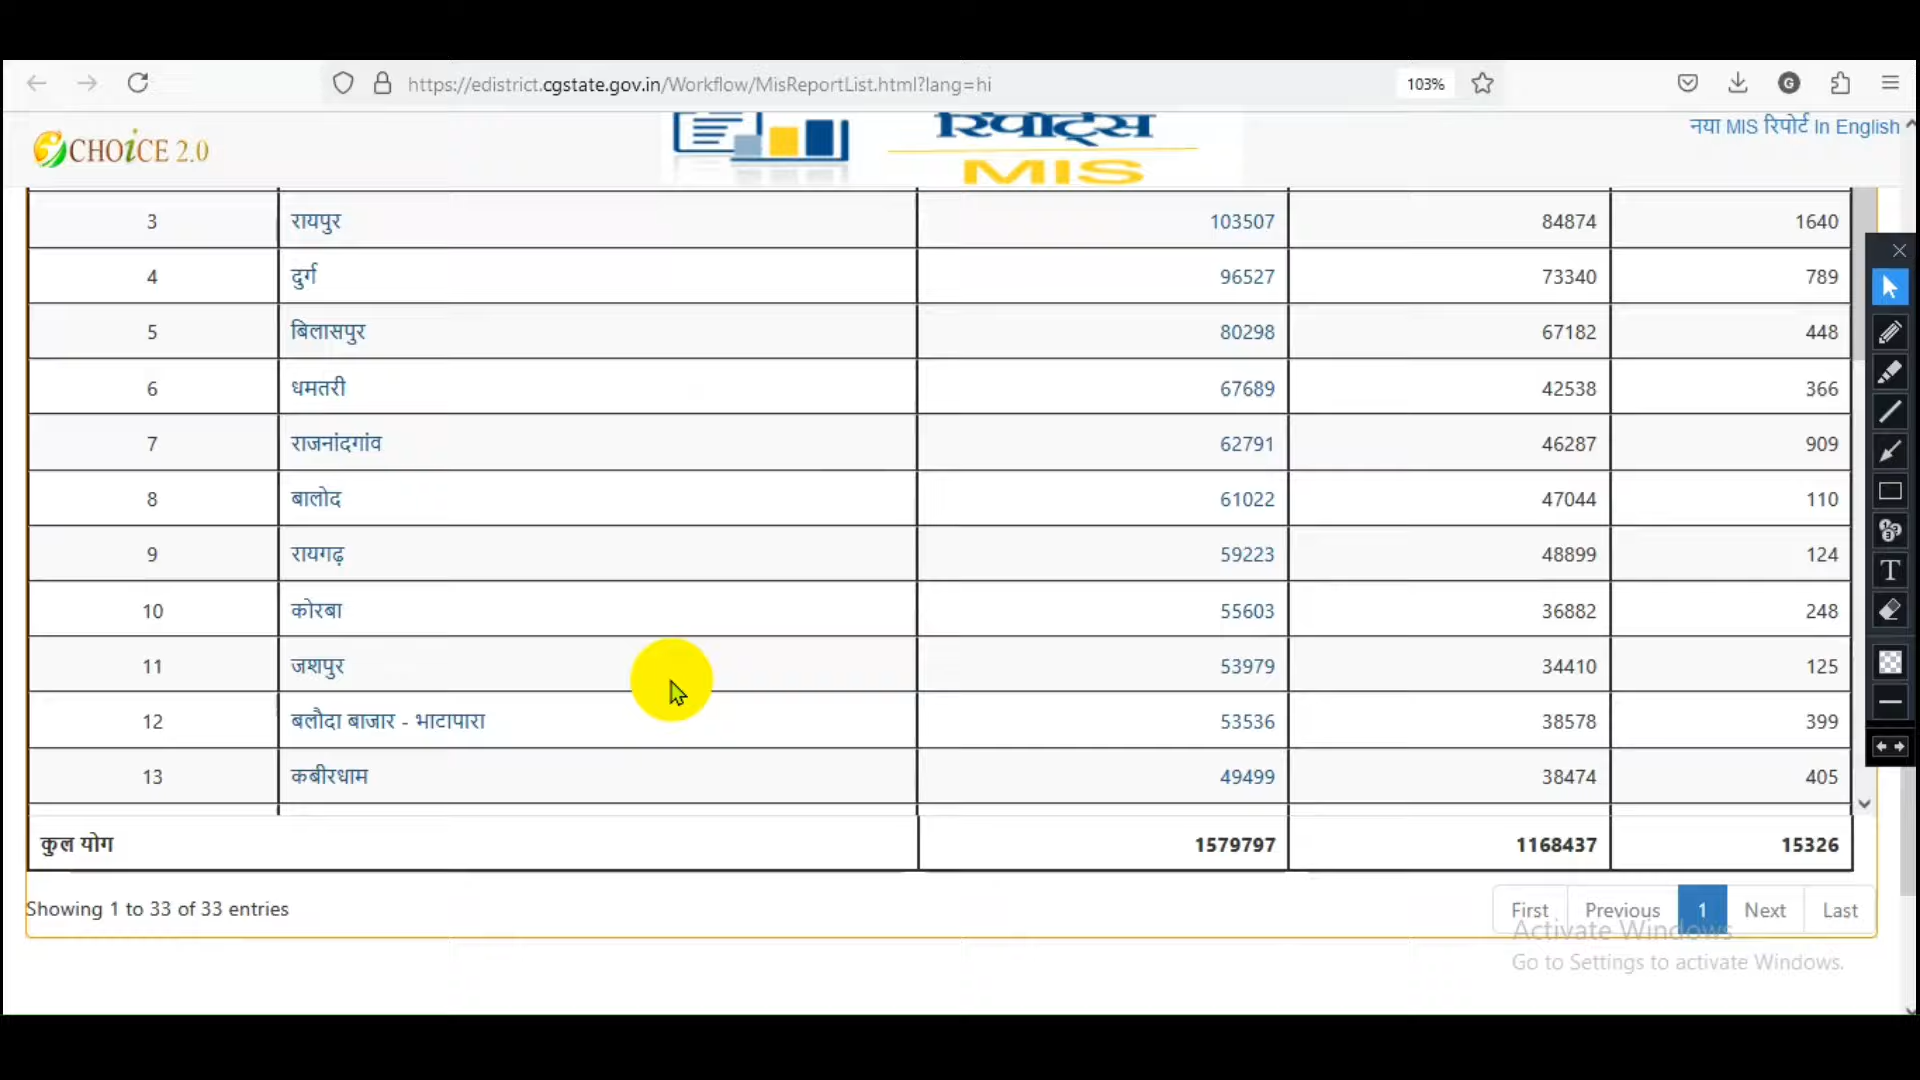 https://edistrict.cgstate.gov.in/Workflow/MisReportList.html?lang=hi 103% G
CHOiCE 2.0
रिपोर्ट्स
MIS
नया MIS रिपोर्ट In English
3 रायपुर 103507 84874 1640
4 दुर्ग 96527 73340 789
5 बिलासपुर 80298 67182 448
6 धमतरी 67689 42538 366
7 राजनांदगांव 62791 46287 909
8 बालोद 61022 47044 110
9 रायगढ़ 59223 48899 124
10 कोरबा 55603 36882 248
11 जशपुर 53979 34410 125
12 बलौदा बाजार - भाटापारा 53536 38578 399
13 कबीरधाम 49499 38474 405
कुल योग 1579797 1168437 15326
Showing 1 to 33 of 33 entries
First Previous 1 Next Last
Activate Windows
Go to Settings to activate Windows.
T